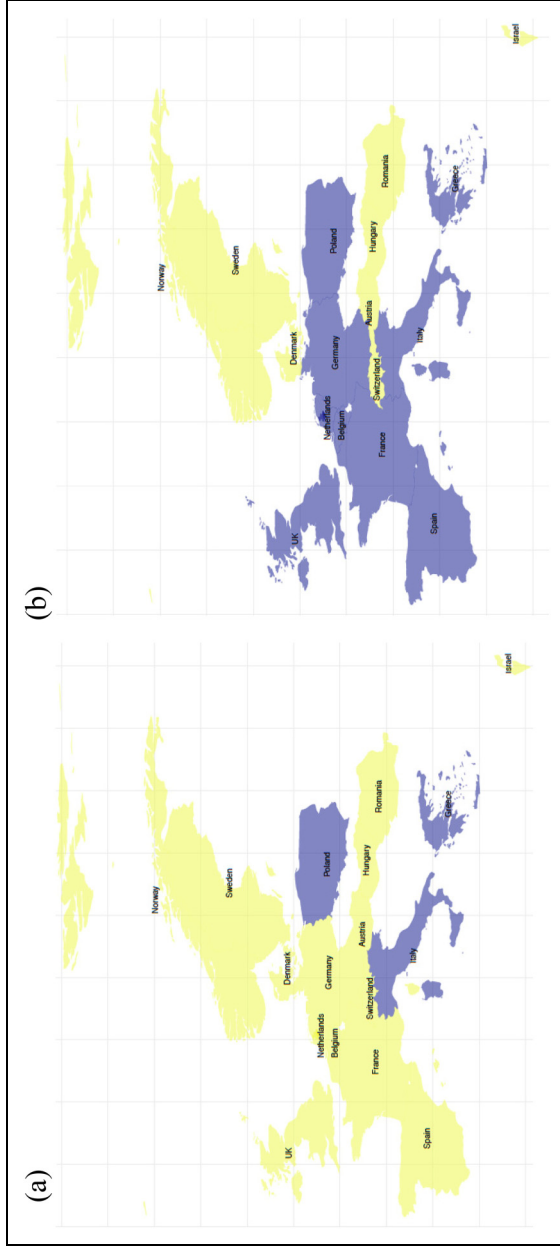 (a)
Norway
Sweden
Denmark
UK
Netherlands
Belgium
Germany
Poland
France
Switzerland
Austria
Hungary
Romania
Spain
Italy
Greece
Israel
(b)
Norway
Sweden
Denmark
UK
Netherlands
Belgium
Germany
Poland
France
Switzerland
Austria
Hungary
Romania
Spain
Italy
Greece
Israel